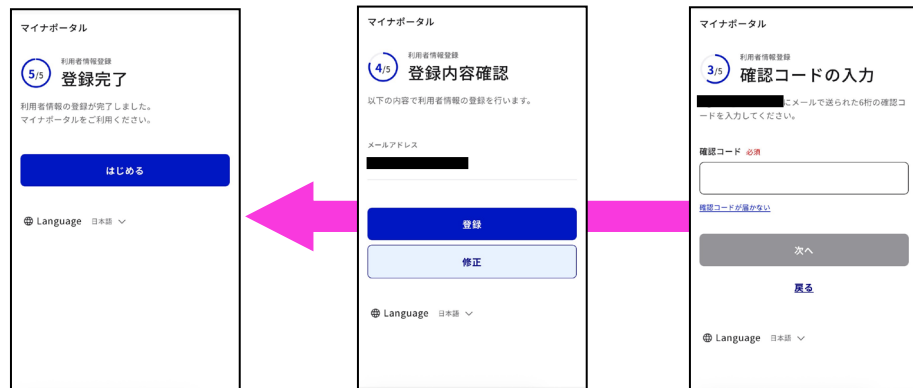 マイナポータル
5/5
利用者情報登録
登録完了
利用者情報の登録が完了しました。
マイナポータルをご利用ください。
はじめる
Language 日本語
マイナポータル
4/5
利用者情報登録
登録内容確認
以下の内容で利用者情報の登録を行います。
メールアドレス
登録
修正
Language 日本語
マイナポータル
3/5
利用者情報登録
確認コードの入力
にメールで送られた6桁の確認コ
ードを入力してください。
確認コード 必須
確認コードが届かない
次へ
戻る
Language 日本語